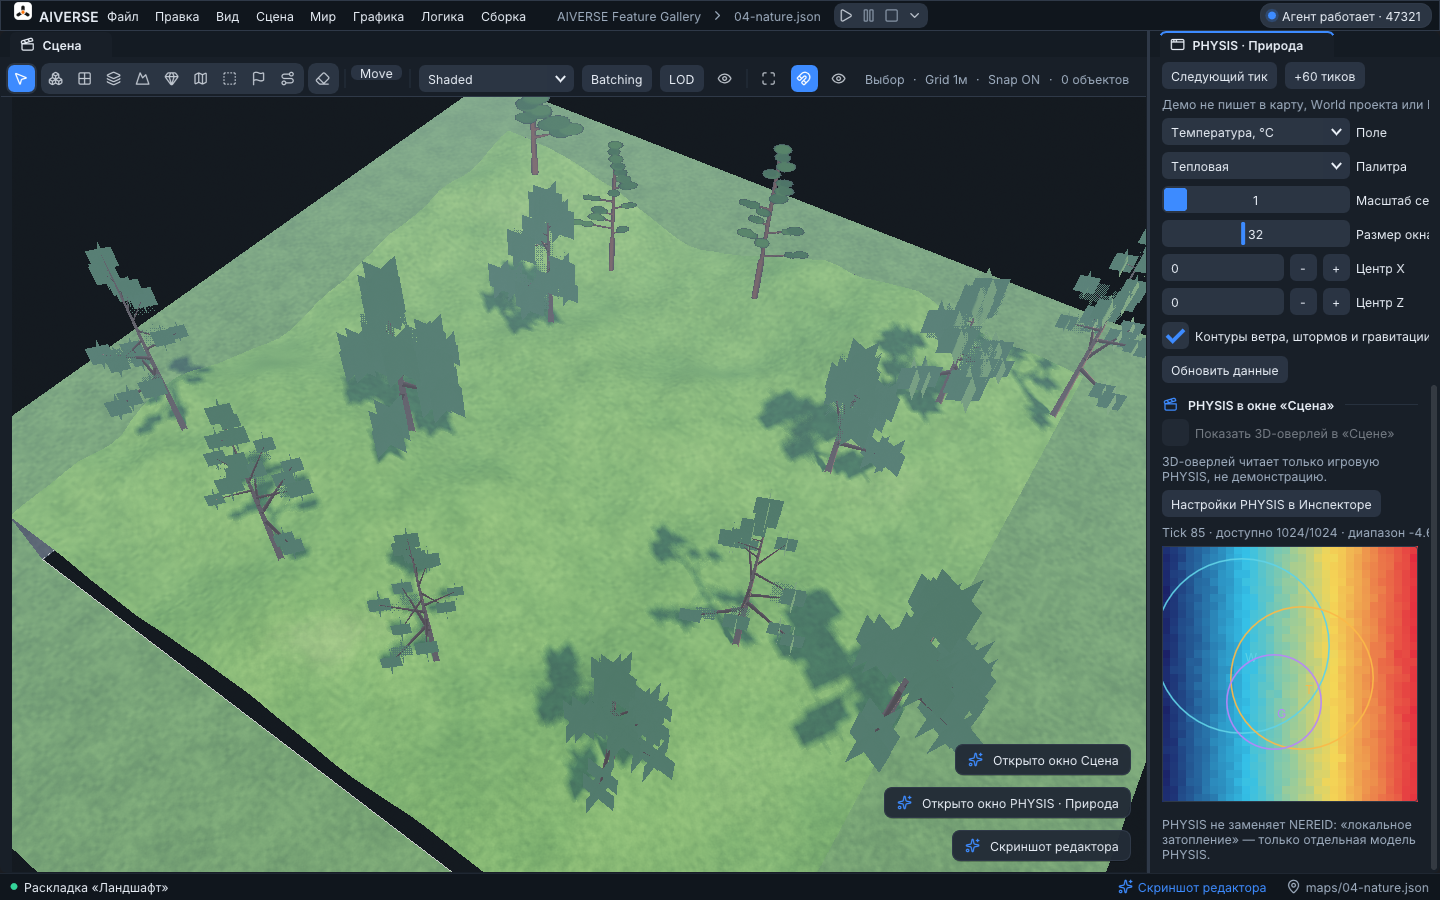 AIVERSE Файл Правка Вид Сцена Мир Графика Логика Сборка AIVERSE Feature Gallery 04-nature.json Агент работает · 47321
Сцена
PHYSIS · Природа
Move Shaded Batching LOD Выбор · Grid 1м · Snap ON · 0 объектов
Следующий тик +60 тиков
Демо не пишет в карту, World проекта или
Температура, °C Поле
Тепловая Палитра
1 Масштаб се
32 Размер окна
0 - + Центр X
0 - + Центр Z
Контуры ветра, штормов и гравитации
Обновить данные
PHYSIS в окне «Сцена»
Показать 3D-оверлей в «Сцене»
3D-оверлей читает только игровую
PHYSIS, не демонстрацию.
Настройки PHYSIS в Инспекторе
Tick 85 · доступно 1024/1024 · диапазон -4.6
W
G
Открыто окно Сцена
Открыто окно PHYSIS · Природа
Скриншот редактора
PHYSIS не заменяет NEREID: «локальное
затопление» — только отдельная модель
PHYSIS.
Раскладка «Ландшафт» Скриншот редактора maps/04-nature.json